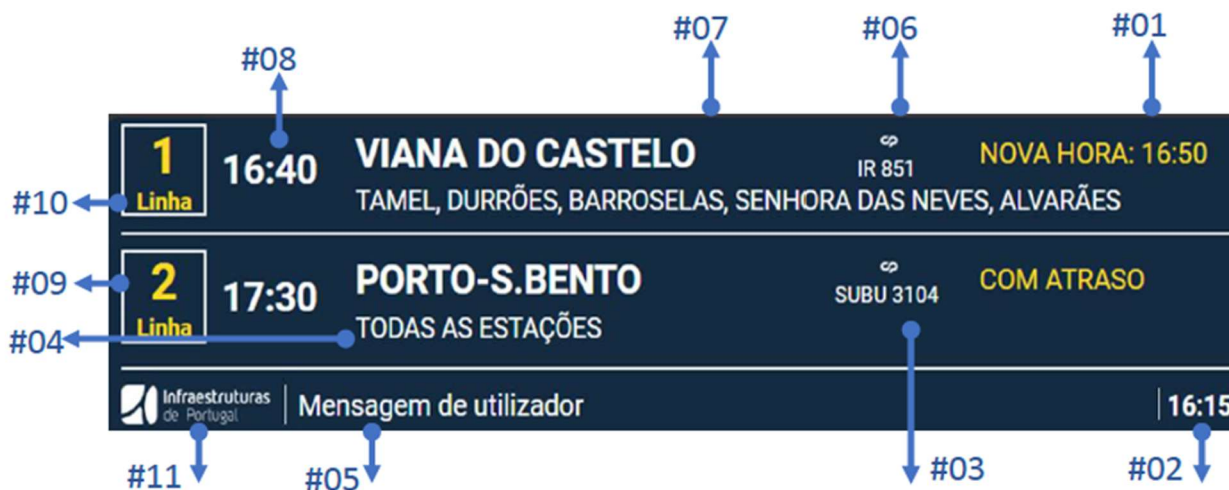 #07 #06 #01
#08
1 16:40 VIANA DO CASTELO IR 851 NOVA HORA: 16:50
Linha TAMEL, DURRÕES, BARROSELAS, SENHORA DAS NEVES, ALVARÃES
#10
#09
2 17:30 PORTO-S.BENTO SUBU 3104 COM ATRASO
Linha TODAS AS ESTAÇÕES
#04
Infraestruturas
de Portugal
Mensagem de utilizador 16:15
#11 #05 #03 #02